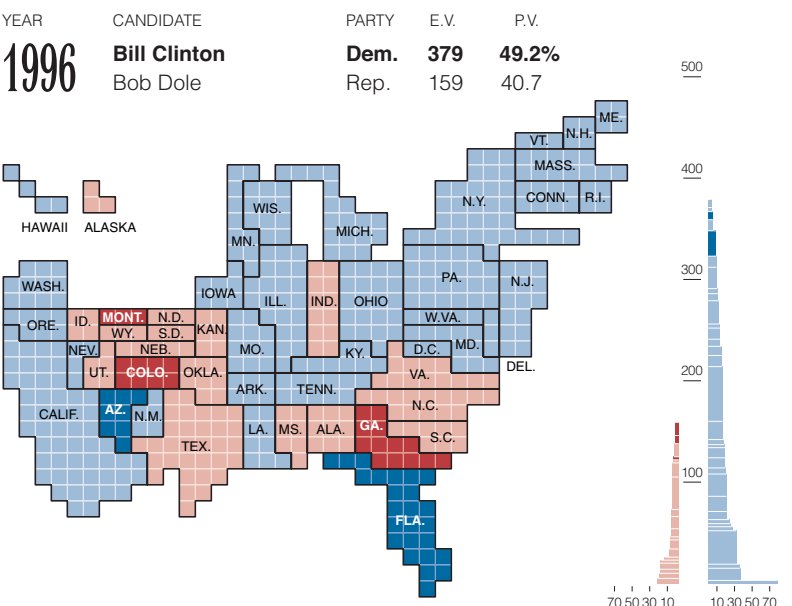 YEAR CANDIDATE PARTY E.V. P.V.
1996 Bill Clinton Dem. 379 49.2%
Bob Dole Rep. 159 40.7
500
ME.
N.H.
VT.
MASS.
400
CONN. R.I.
N.Y.
WIS.
HAWAII ALASKA
MICH.
MN.
300
WASH. IOWA ILL. IND. OHIO PA. N.J.
ORE. ID. MONT. N.D. KAN. W.VA.
WY. S.D.
NEV. NEB. MO. KY. D.C. MD.
DEL.
200
UT. COLO. OKLA. VA.
ARK. TENN.
CALIF. AZ. N.M. N.C.
TEX. LA. MS. ALA. GA. S.C.
100
FLA.
70 50 30 10 10 30 50 70